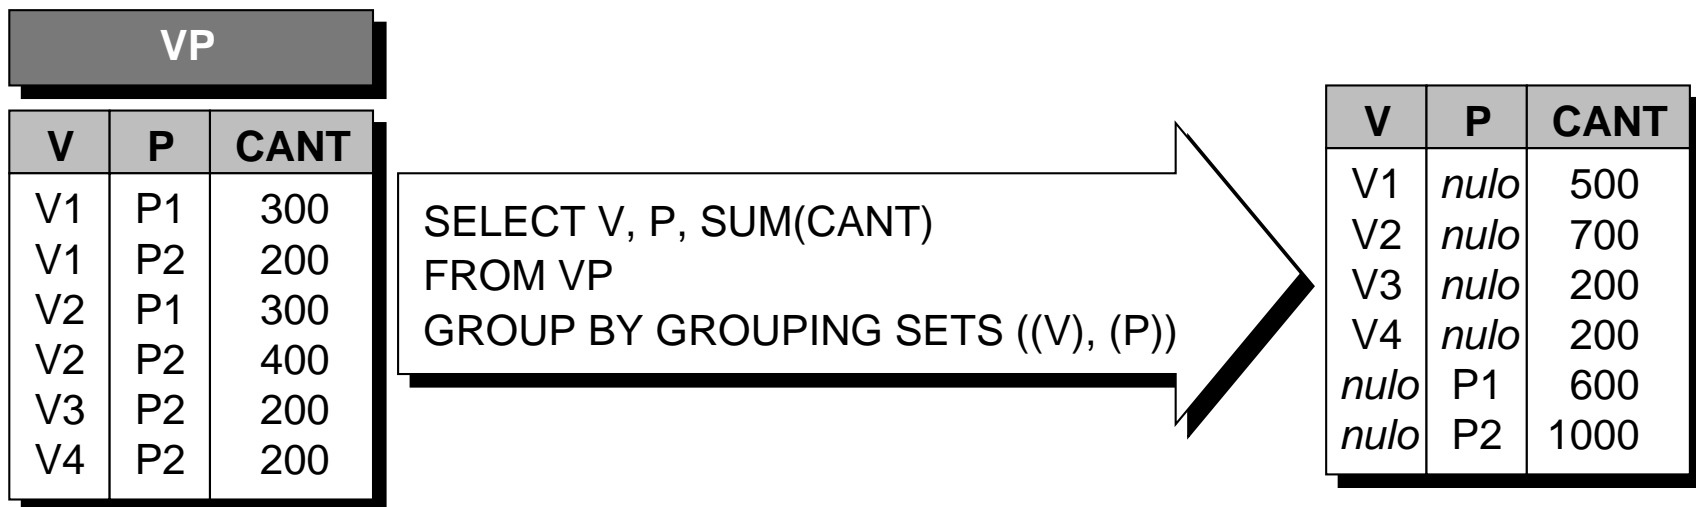 VP
V P CANT
V1 P1 300
V1 P2 200
V2 P1 300
V2 P2 400
V3 P2 200
V4 P2 200
SELECT V, P, SUM(CANT)
FROM VP
GROUP BY GROUPING SETS ((V), (P))
V P CANT
V1 nulo 500
V2 nulo 700
V3 nulo 200
V4 nulo 200
nulo P1 600
nulo P2 1000